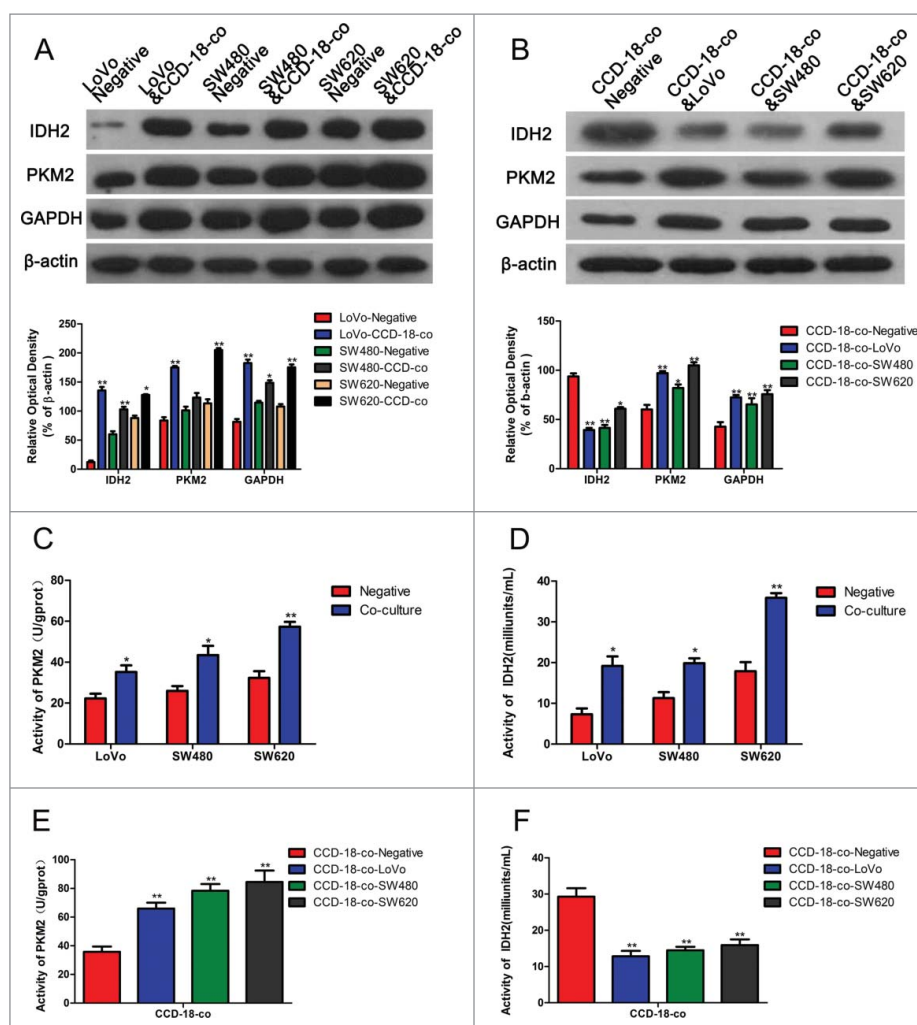 A
LoVo Negative
LoVo &CCD-18-co
SW480 Negative
SW480 &CCD-18-co
SW620 Negative
SW620 &CCD-18-co
IDH2
PKM2
GAPDH
β-actin
Relative Optical Density
(% of β-actin)
250
200
150
100
50
0
** ** * ** ** ** * **
IDH2 PKM2 GAPDH
LoVo-Negative
LoVo-CCD-18-co
SW480-Negative
SW480-CCD-co
SW620-Negative
SW620-CCD-co
B
CCD-18-co Negative
CCD-18-co &LoVo
CCD-18-co &SW480
CCD-18-co &SW620
IDH2
PKM2
GAPDH
β-actin
Relative Optical Density
(% of b-actin)
150
100
50
0
** ** * ** * ** ** ** **
IDH2 PKM2 GAPDH
CCD-18-co-Negative
CCD-18-co-LoVo
CCD-18-co-SW480
CCD-18-co-SW620
C
Activity of PKM2（U/gprot）
80
60
40
20
0
* * **
LoVo SW480 SW620
Negative
Co-culture
D
Activity of IDH2(milliunits/mL)
40
30
20
10
0
* * **
LoVo SW480 SW620
Negative
Co-culture
E
Activity of PKM2（U/gprot）
100
80
60
40
20
0
** ** **
CCD-18-co
CCD-18-co-Negative
CCD-18-co-LoVo
CCD-18-co-SW480
CCD-18-co-SW620
F
Activity of IDH2(milliunits/mL)
40
30
20
10
0
** ** **
CCD-18-co
CCD-18-co-Negative
CCD-18-co-LoVo
CCD-18-co-SW480
CCD-18-co-SW620